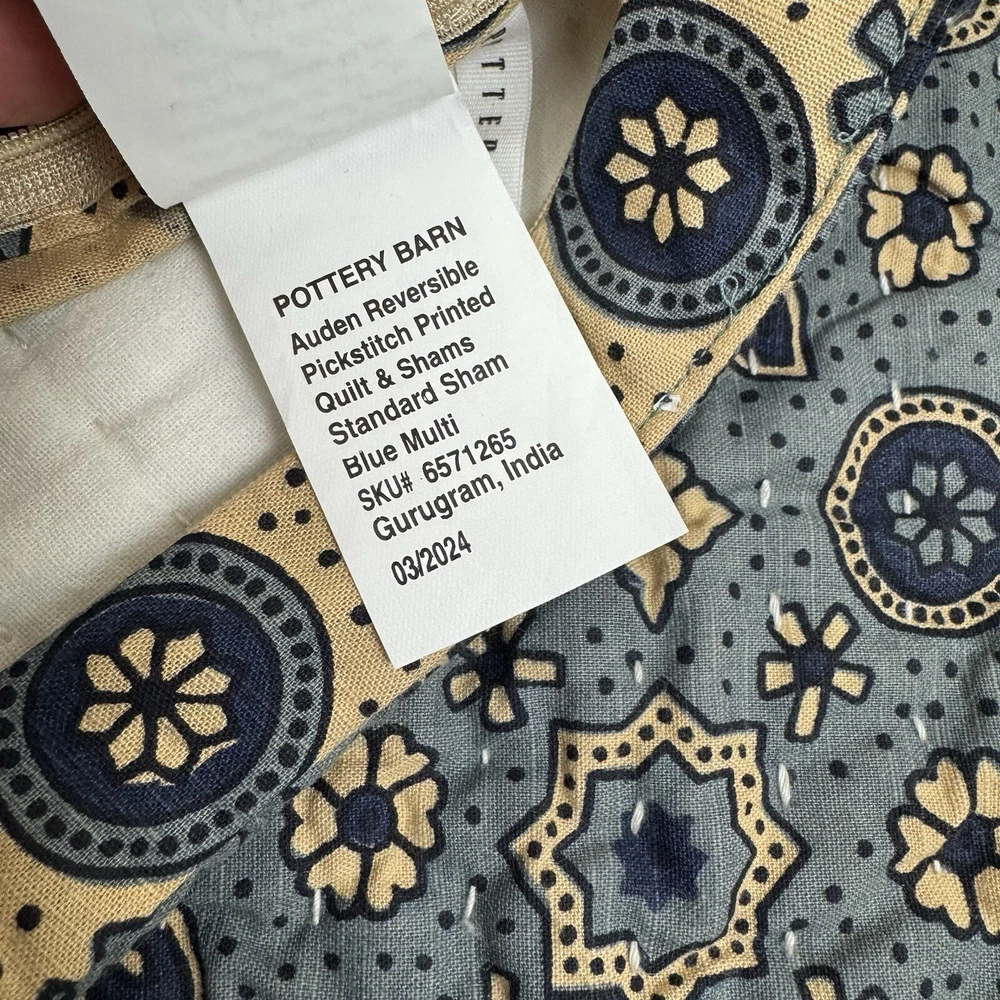 POTTERY BARN
Auden Reversible
Pickstitch Printed
Quilt & Shams
Standard Sham
Blue Multi
SKU# 6571265
Gurugram, India
03/2024